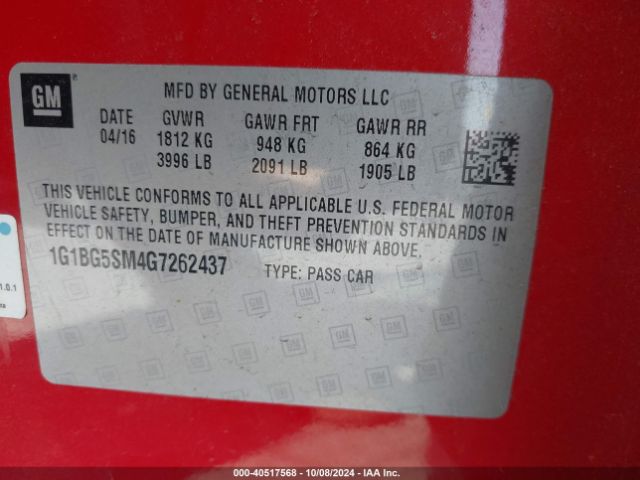 GM
MFD BY GENERAL MOTORS LLC
DATE GVWR GAWR FRT GAWR RR
04/16 1812 KG 948 KG 864 KG
3996 LB 2091 LB 1905 LB
THIS VEHICLE CONFORMS TO ALL APPLICABLE U.S. FEDERAL MOTOR
VEHICLE SAFETY, BUMPER, AND THEFT PREVENTION STANDARDS IN
EFFECT ON THE DATE OF MANUFACTURE SHOWN ABOVE.
1G1BG5SM4G7262437 TYPE: PASS CAR
000-40517568 • 10/08/2024 • IAA Inc.